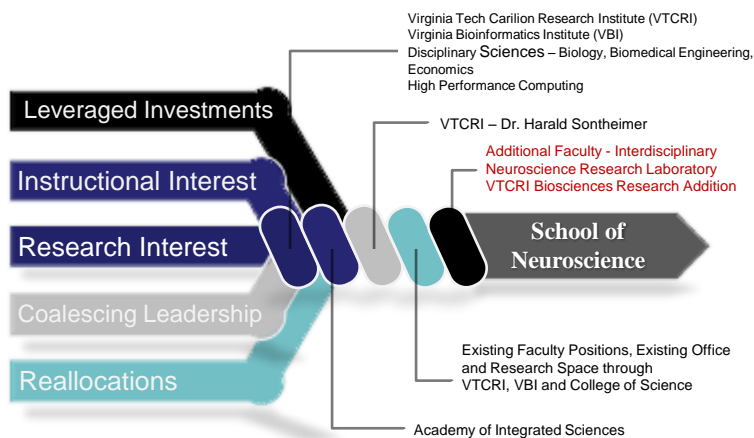 Virginia Tech Carilion Research Institute (VTCRI)
Virginia Bioinformatics Institute (VBI)
Disciplinary Sciences – Biology, Biomedical Engineering,
Economics
High Performance Computing
Leveraged Investments
VTCRI – Dr. Harald Sontheimer
Additional Faculty - Interdisciplinary
Neuroscience Research Laboratory
VTCRI Biosciences Research Addition
Instructional Interest
Research Interest
School of
Neuroscience
Coalescing Leadership
Reallocations
Existing Faculty Positions, Existing Office
and Research Space through
VTCRI, VBI and College of Science
Academy of Integrated Sciences